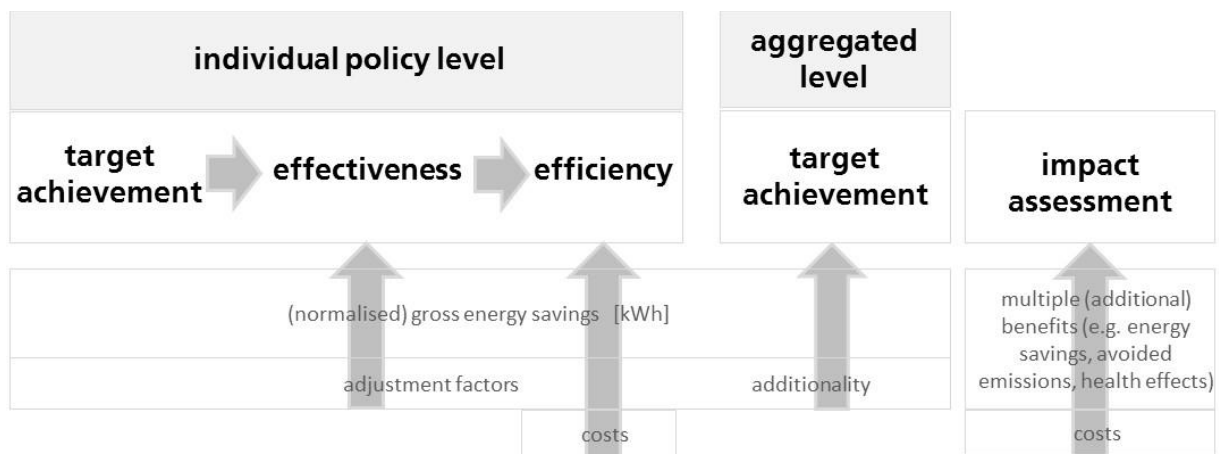 individual policy level
aggregated
level
target
achievement
effectiveness
efficiency
target
achievement
impact
assessment
(normalised) gross energy savings [kWh]
multiple (additional)
benefits (e.g. energy
savings, avoided
emissions, health effects)
adjustment factors
additionality
costs
costs